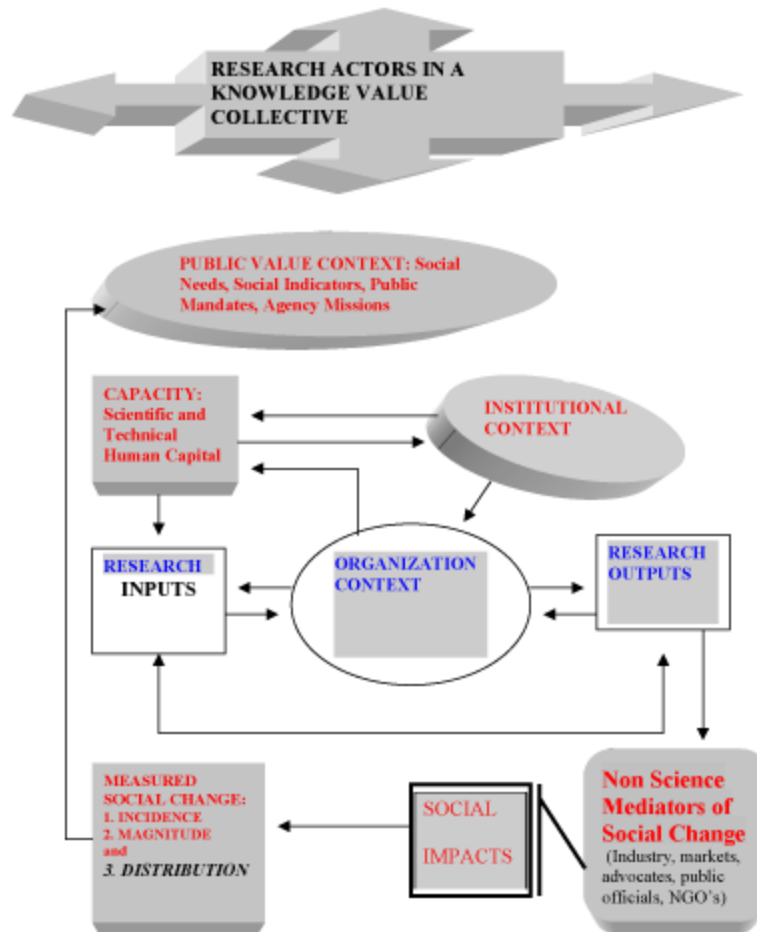 RESEARCH ACTORS IN A
KNOWLEDGE VALUE
COLLECTIVE
PUBLIC VALUE CONTEXT: Social
Needs, Social Indicators, Public
Mandates, Agency Missions
CAPACITY:
Scientific and
Technical
Human Capital
INSTITUTIONAL
CONTEXT
RESEARCH
INPUTS
ORGANIZATION
CONTEXT
RESEARCH
OUTPUTS
MEASURED
SOCIAL CHANGE:
1. INCIDENCE
2. MAGNITUDE
and
3. DISTRIBUTION
SOCIAL
IMPACTS
Non Science
Mediators of
Social Change
(Industry, markets,
advocates, public
officials, NGO's)